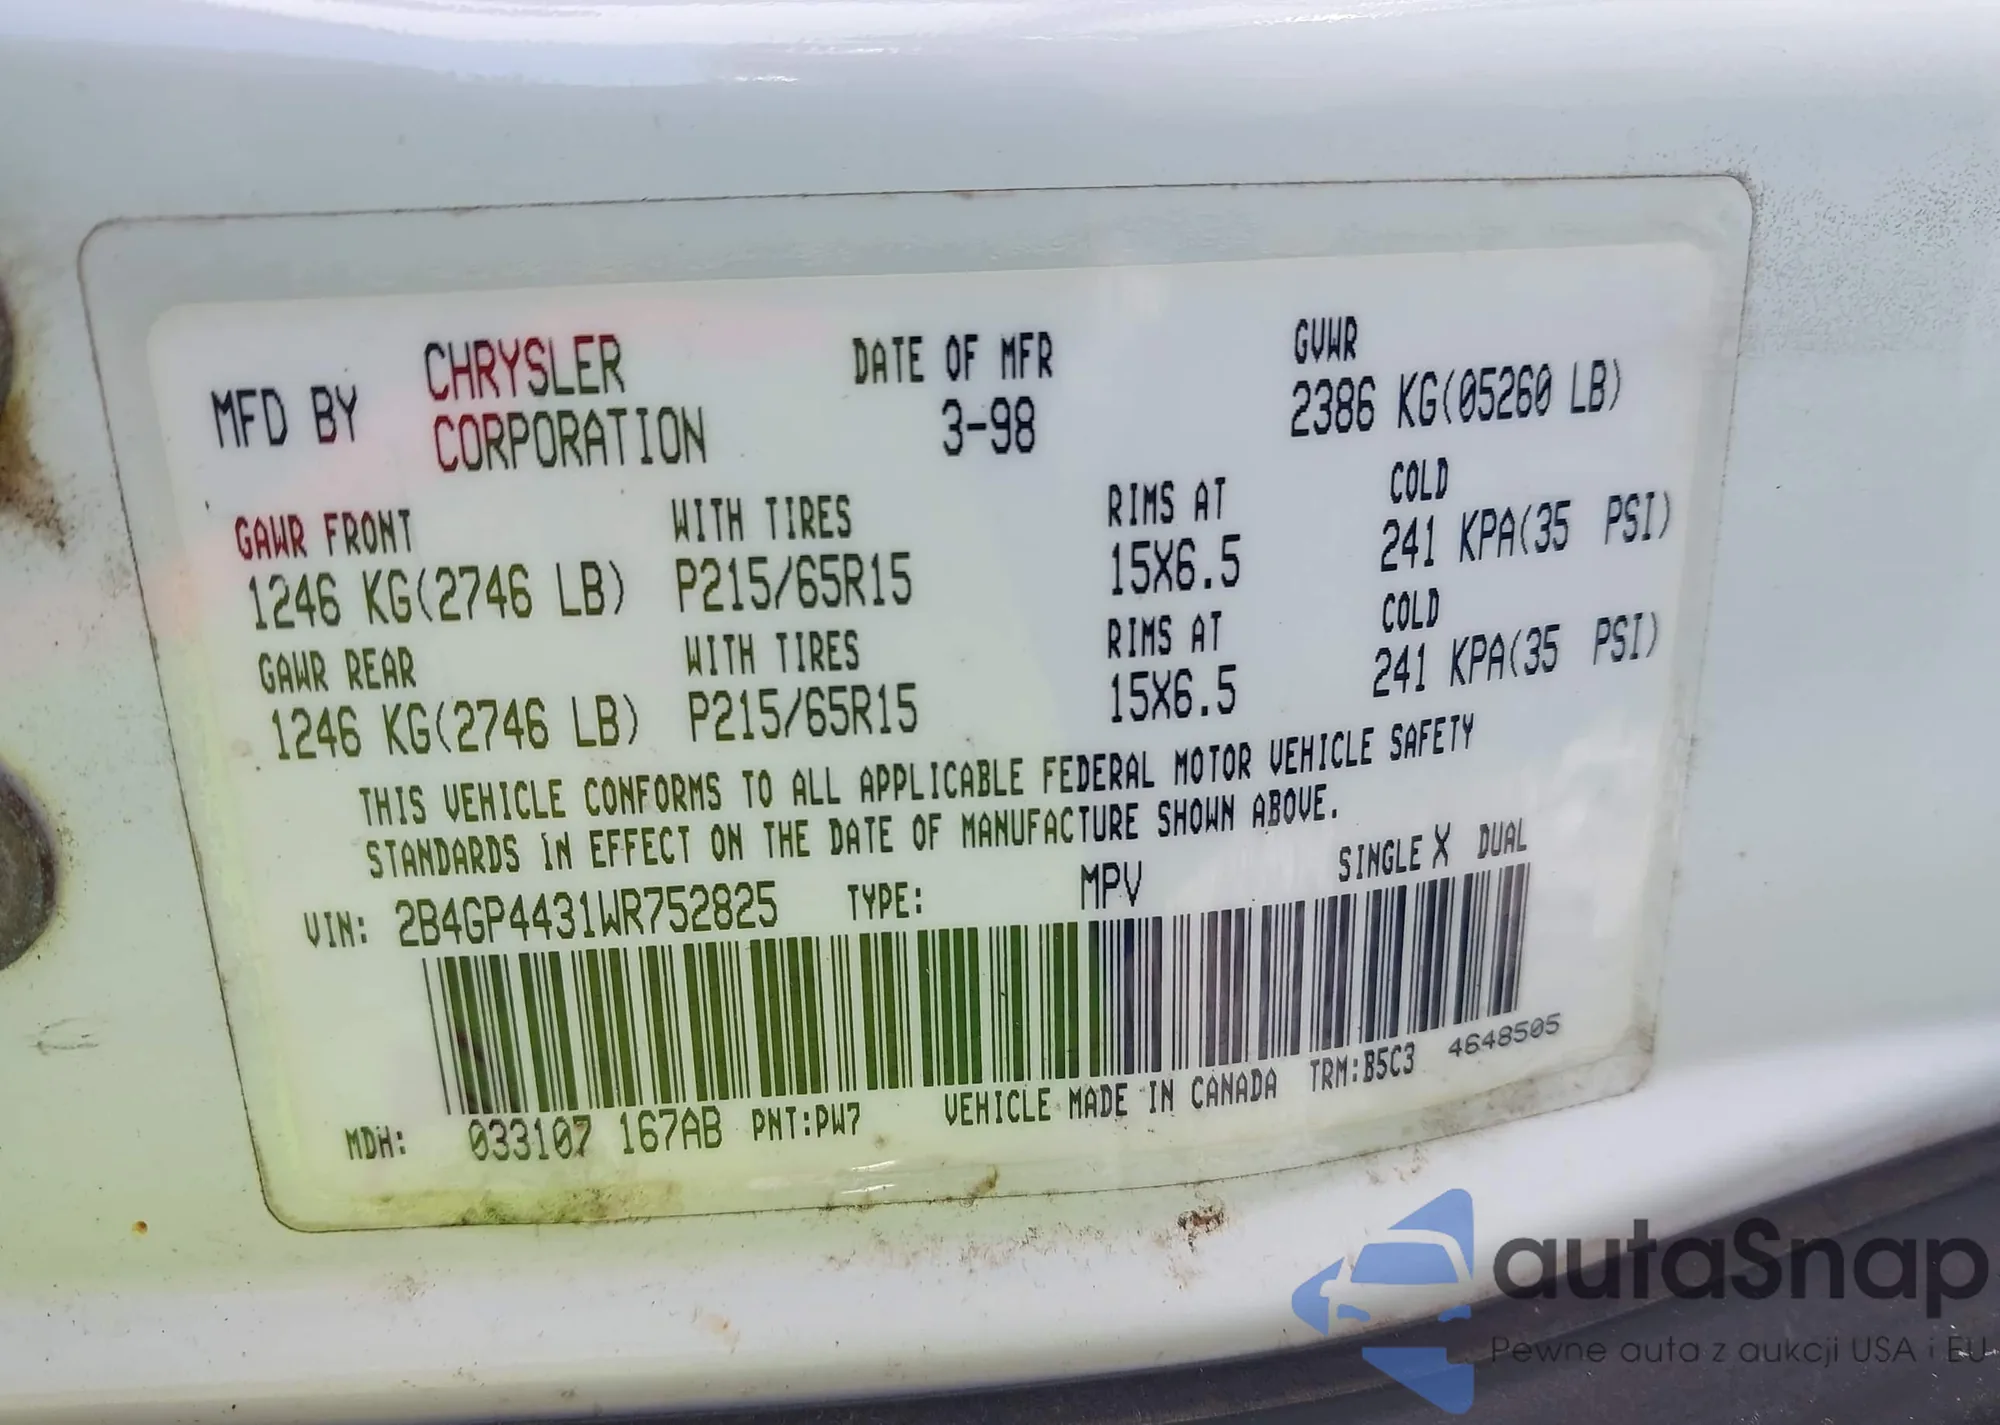 MFD BY CHRYSLER CORPORATION DATE OF MFR 3-98 GVWR 2386 KG(05260 LB)
GAWR FRONT WITH TIRES RIMS AT COLD
1246 KG(2746 LB) P215/65R15 15X6.5 241 KPA(35 PSI)
GAWR REAR WITH TIRES RIMS AT COLD
1246 KG(2746 LB) P215/65R15 15X6.5 241 KPA(35 PSI)
THIS VEHICLE CONFORMS TO ALL APPLICABLE FEDERAL MOTOR VEHICLE SAFETY
STANDARDS IN EFFECT ON THE DATE OF MANUFACTURE SHOWN ABOVE.
VIN: 2B4GP4431WR752825 TYPE: MPV SINGLE X DUAL
MDH: 033107 167AB PNT:PW7 VEHICLE MADE IN CANADA TRM:B5C3 4648505
autaSnap
Pewne auta z aukcji USA i EU